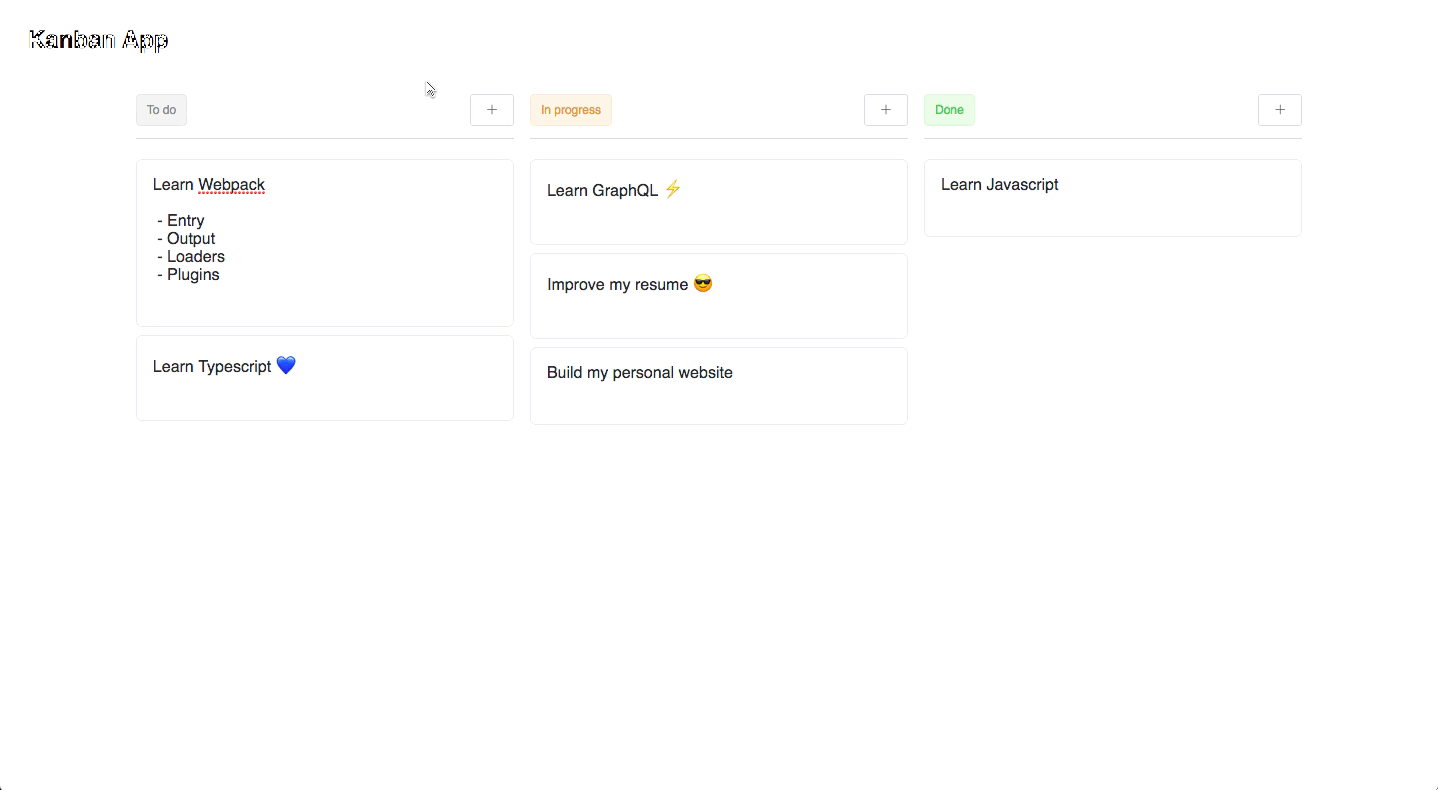 Kanban App
To do
+
In progress
+
Done
+
Learn Webpack
- Entry
- Output
- Loaders
- Plugins
Learn Typescript 💙
Learn GraphQL ⚡
Improve my resume 😎
Build my personal website
Learn Javascript